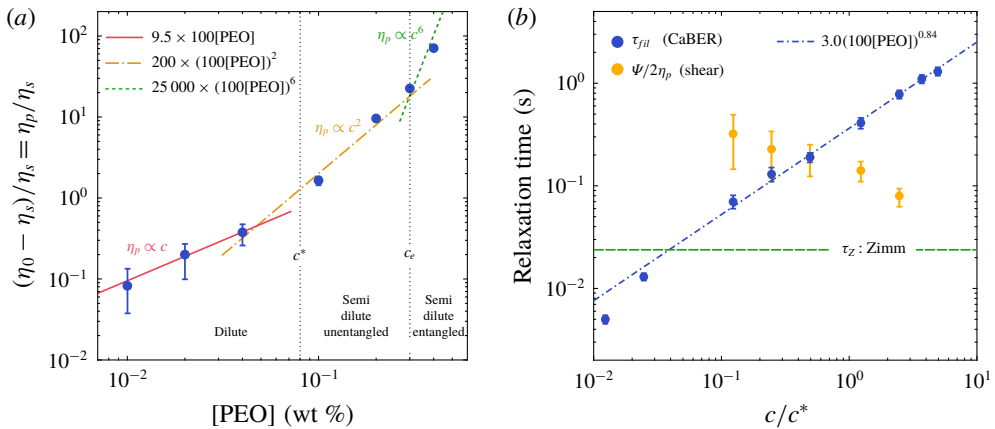 (a)
(η₀ − ηₛ)/ηₛ = ηₚ/ηₛ
10²
10¹
10⁰
10⁻¹
10⁻²
9.5 × 100[PEO]
200 × (100[PEO])²
25 000 × (100[PEO])⁶
ηₚ ∝ c⁶
ηₚ ∝ c²
ηₚ ∝ c
c*
cₑ
Dilute
Semi
dilute
unentangled
Semi
dilute
entangled
10⁻²
10⁻¹
10⁰
[PEO] (wt %)
(b)
Relaxation time (s)
10⁰
10⁻¹
10⁻²
τ_fil (CaBER)
Ψ/2ηₚ (shear)
3.0(100[PEO])^0.84
τ_Z : Zimm
10⁻²
10⁻¹
10⁰
10¹
c/c*